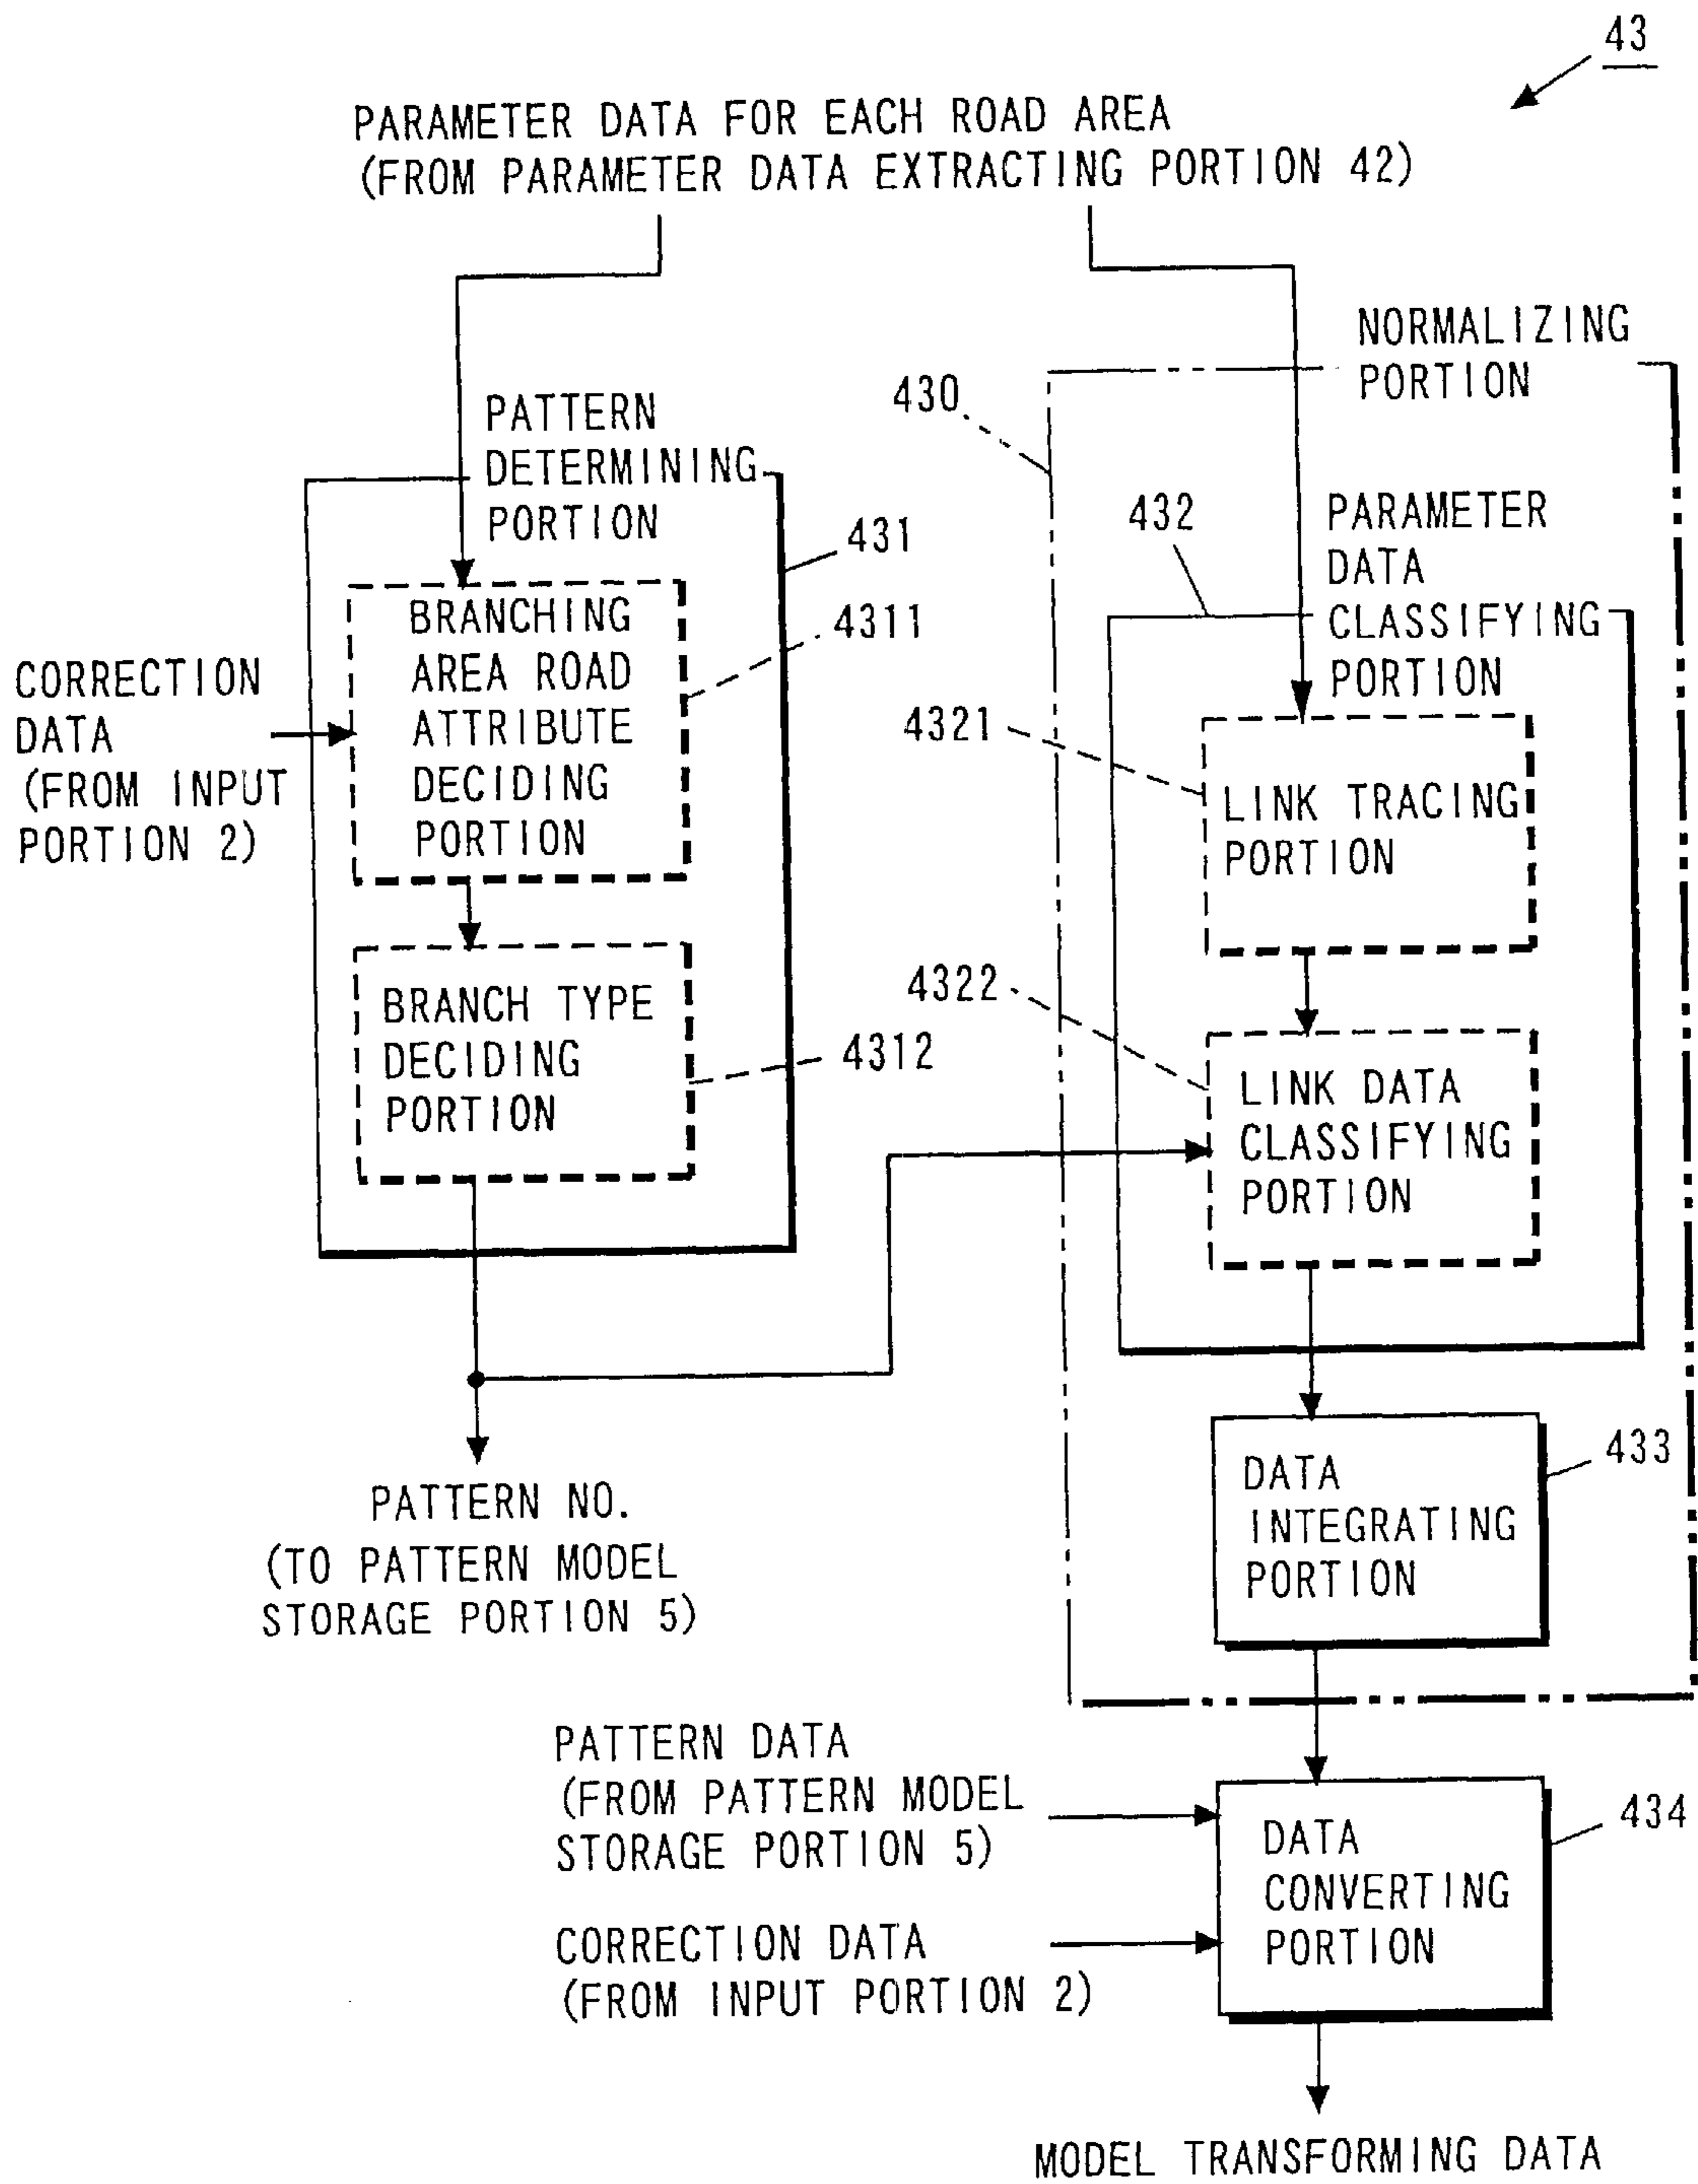 43
PARAMETER DATA FOR EACH ROAD AREA
(FROM PARAMETER DATA EXTRACTING PORTION 42)
NORMALIZING
PORTION
430
PATTERN
DETERMINING
PORTION
431
432
PARAMETER
DATA
CLASSIFYING
PORTION
BRANCHING
AREA ROAD
ATTRIBUTE
DECIDING
PORTION
4311
CORRECTION
DATA
(FROM INPUT
PORTION 2)
4321
LINK TRACING
PORTION
BRANCH TYPE
DECIDING
PORTION
4312
4322
LINK DATA
CLASSIFYING
PORTION
PATTERN NO.
(TO PATTERN MODEL
STORAGE PORTION 5)
DATA
INTEGRATING
PORTION
433
PATTERN DATA
(FROM PATTERN MODEL
STORAGE PORTION 5)
CORRECTION DATA
(FROM INPUT PORTION 2)
DATA
CONVERTING
PORTION
434
MODEL TRANSFORMING DATA